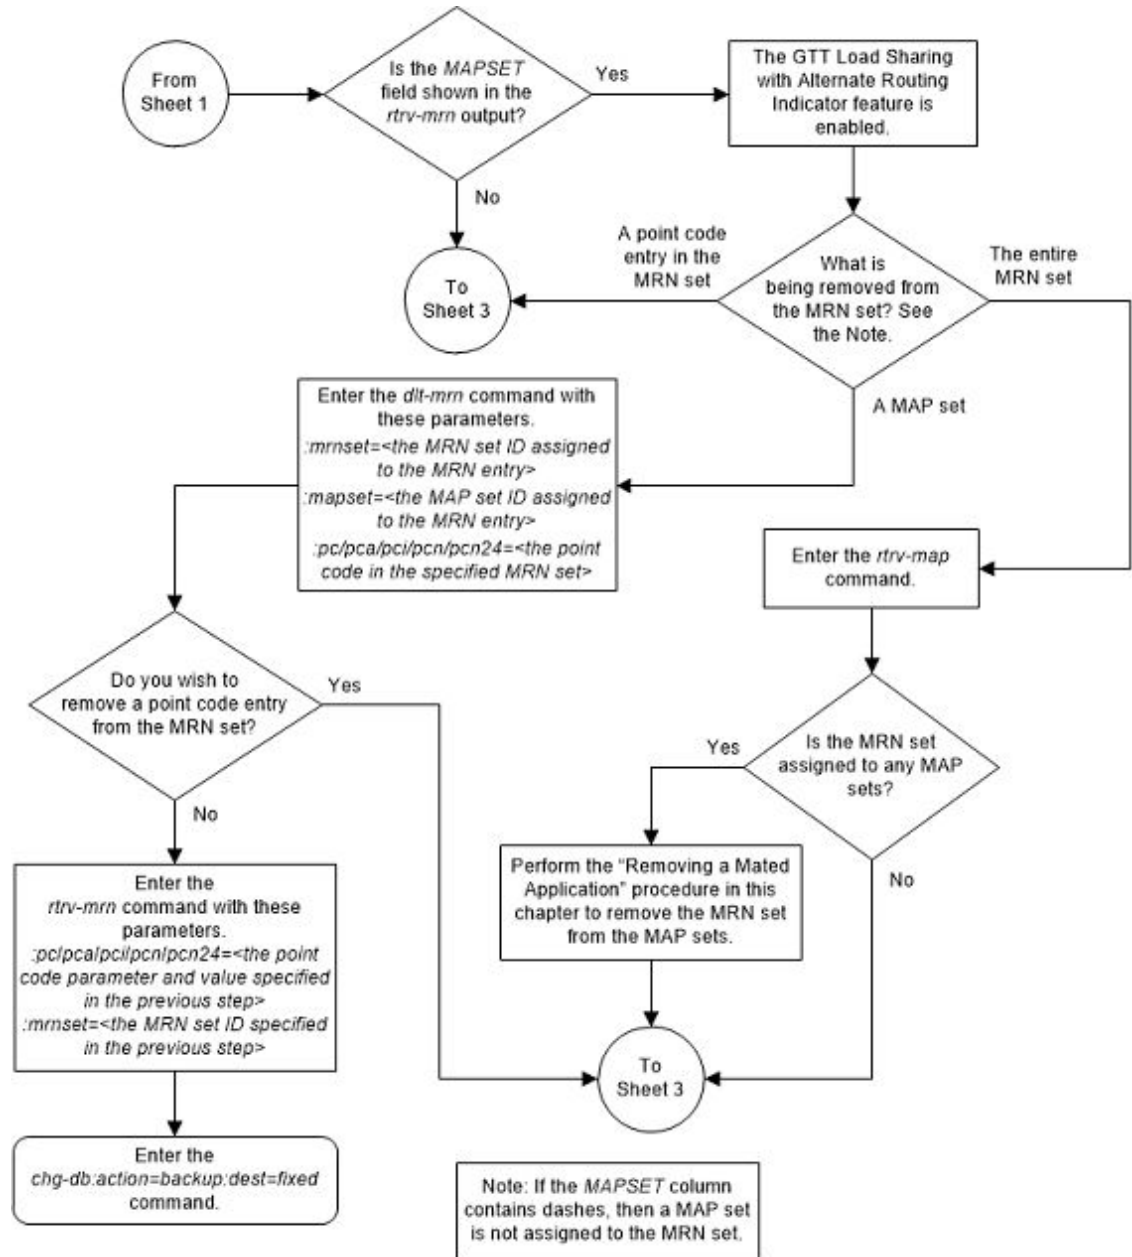 From
Sheet 1
Is the MAPSET
field shown in the
rtrv-mrn output?
Yes
The GTT Load Sharing
with Alternate Routing
Indicator feature is
enabled.
No
To
Sheet 3
A point code
entry in the
MRN set
What is
being removed from
the MRN set? See
the Note.
The entire
MRN set
A MAP set
Enter the dlt-mrn command with
these parameters.
:mrnset=<the MRN set ID assigned
to the MRN entry>
:mapset=<the MAP set ID assigned
to the MRN entry>
:pc/pca/pci/pcn/pcn24=<the point
code in the specified MRN set>
Enter the rtrv-map
command.
Do you wish to
remove a point code entry
from the MRN set?
Yes
No
Is the MRN set
assigned to any MAP
sets?
Yes
No
Enter the
rtrv-mrn command with these
parameters.
:pc/pca/pci/pcn/pcn24=<the point
code parameter and value specified
in the previous step>
:mrnset=<the MRN set ID specified
in the previous step>
Perform the “Removing a Mated
Application” procedure in this
chapter to remove the MRN set
from the MAP sets.
To
Sheet 3
Enter the
chg-db:action=backup:dest=fixed
command.
Note: If the MAPSET column
contains dashes, then a MAP set
is not assigned to the MRN set.